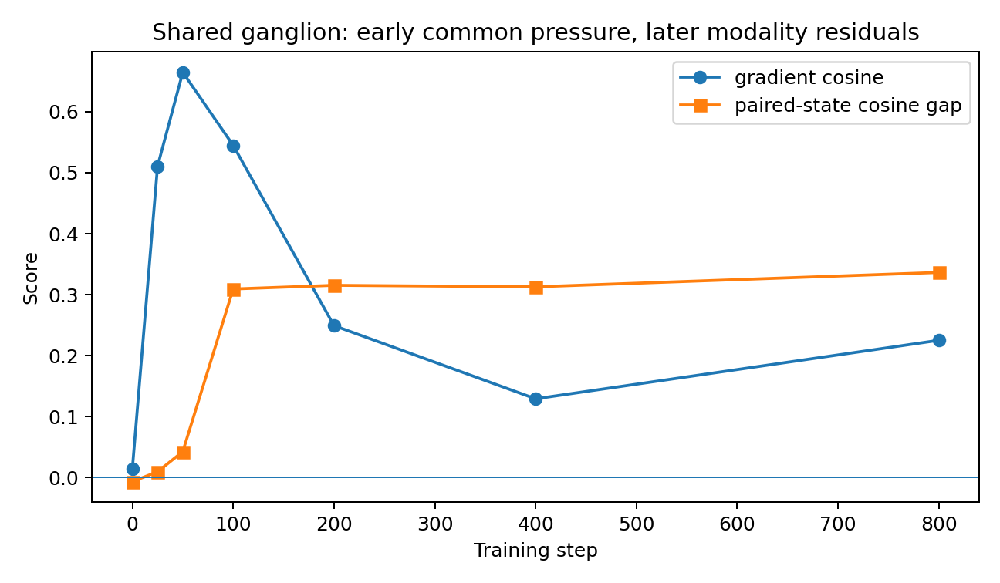 Shared ganglion: early common pressure, later modality residuals
gradient cosine
paired-state cosine gap
Score
0.6
0.5
0.4
0.3
0.2
0.1
0.0
0 100 200 300 400 500 600 700 800
Training step